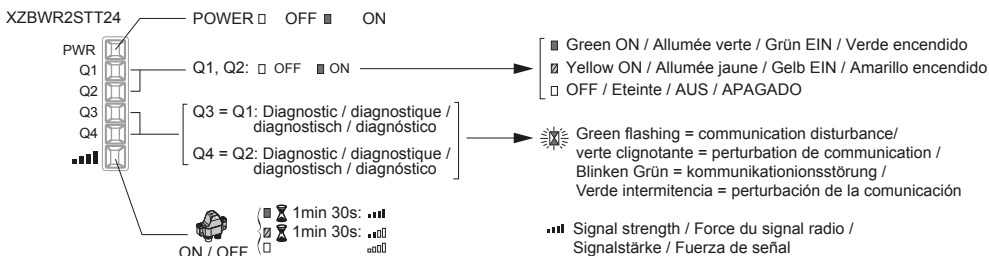 XZBWR2STT24
POWER OFF ON
PWR
Q1
Q2
Q3
Q4
Q1, Q2: OFF ON
Green ON / Allumée verte / Grün EIN / Verde encendido
Yellow ON / Allumée jaune / Gelb EIN / Amarillo encendido
OFF / Eteinte / AUS / APAGADO
Q3 = Q1: Diagnostic / diagnostique /
diagnostisch / diagnóstico
Q4 = Q2: Diagnostic / diagnostique /
diagnostisch / diagnóstico
Green flashing = communication disturbance/
verte clignotante = perturbation de communication /
Blinken Grün = kommunikationionsstörung /
Verde intermitencia = perturbación de la comunicación
ON / OFF
1min 30s:
1min 30s:
Signal strength / Force du signal radio /
Signalstärke / Fuerza de señal